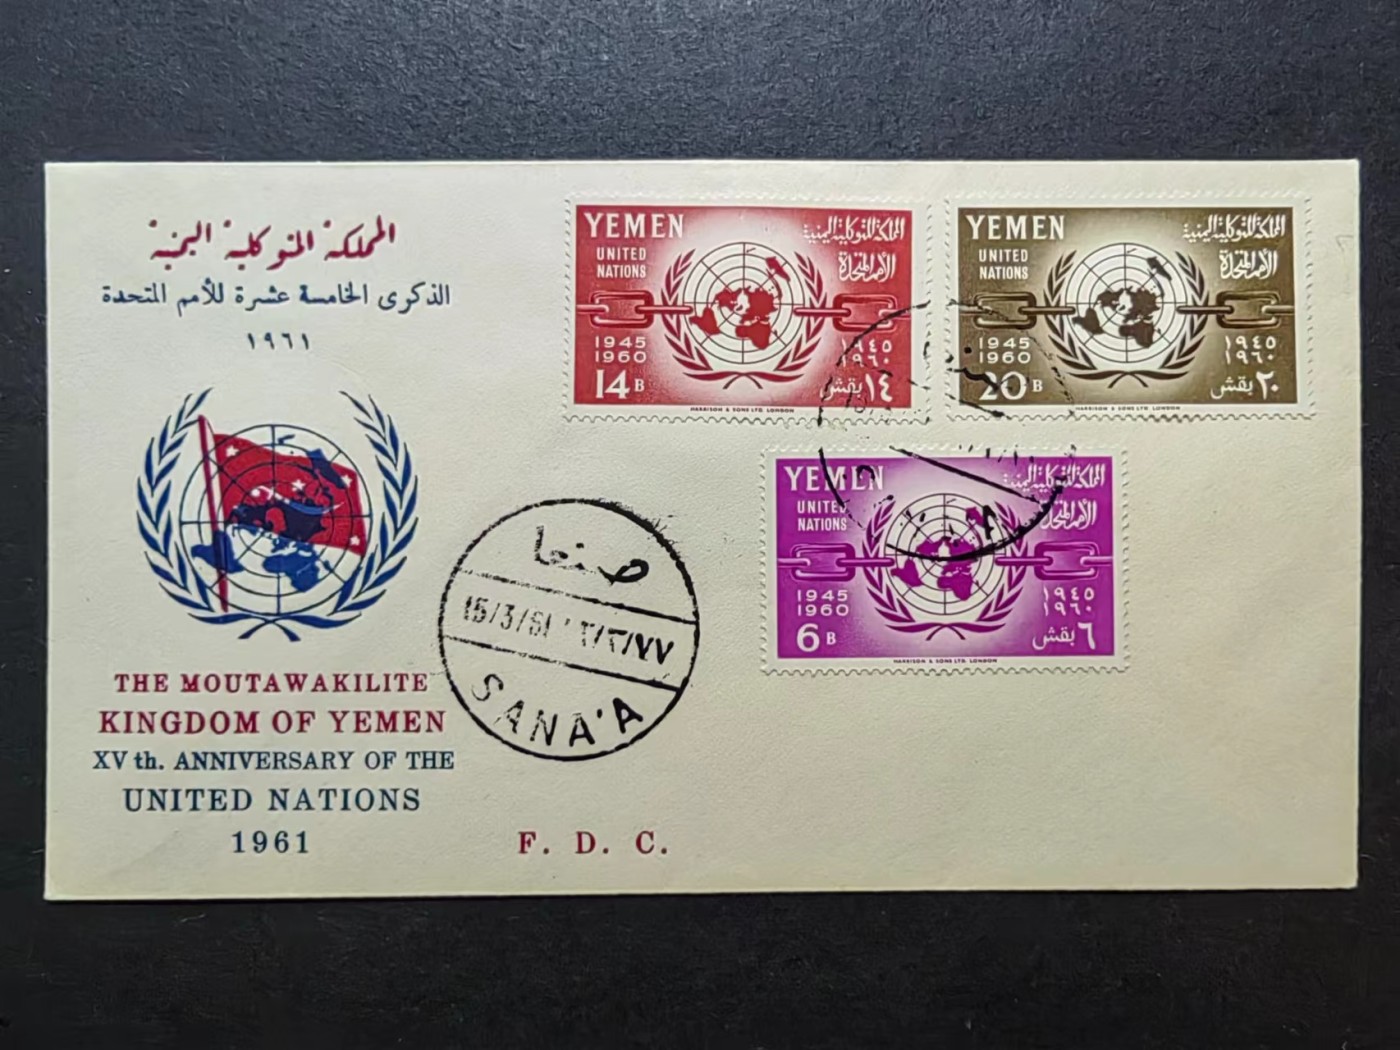 المملكة المتوكلية اليمنية
الذكرى الخامسة عشرة للأمم المتحدة
١٩٦١
THE MOUTAWAKILITE
KINGDOM OF YEMEN
XV th. ANNIVERSARY OF THE
UNITED NATIONS
1961
F. D. C.
صنعا
15/3/61
SANA'A
YEMEN
المملكة المتوكلية اليمنية
UNITED
NATIONS
الأمم المتحدة
1945
1960
١٩٤٥
١٩٦٠
14 B
١٤ بقش
HARRISON & SONS LTD. LONDON
YEMEN
المملكة المتوكلية اليمنية
UNITED
NATIONS
الأمم المتحدة
1945
1960
١٩٤٥
١٩٦٠
20 B
٢٠ بقش
HARRISON & SONS LTD. LONDON
YEMEN
المملكة المتوكلية اليمنية
UNITED
NATIONS
الأمم المتحدة
1945
1960
١٩٤٥
١٩٦٠
6 B
٦ بقش
HARRISON & SONS LTD. LONDON